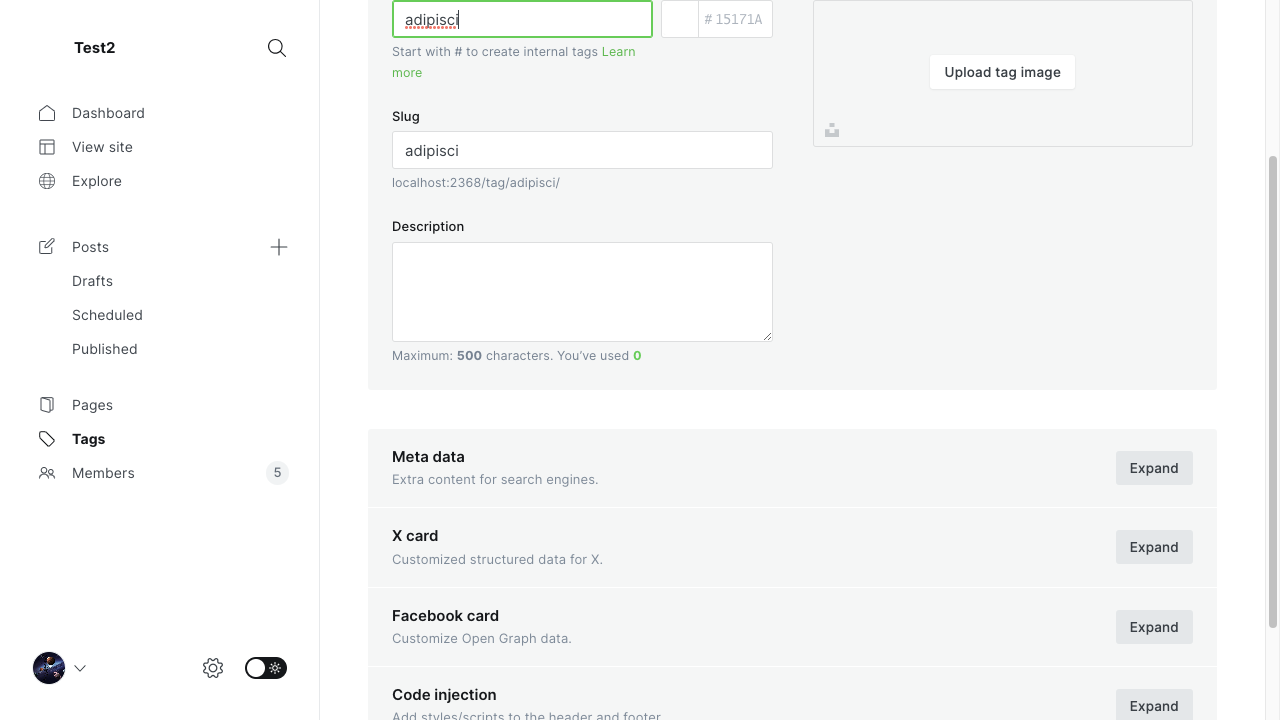 Test2
Dashboard
View site
Explore
Posts
Drafts
Scheduled
Published
Pages
Tags
Members
5
adipisci
# 15171A
Start with # to create internal tags Learn
more
Upload tag image
Slug
adipisci
localhost:2368/tag/adipisci/
Description
Maximum: 500 characters. You've used 0
Meta data
Extra content for search engines.
Expand
X card
Customized structured data for X.
Expand
Facebook card
Customize Open Graph data.
Expand
Code injection
Add styles/scripts to the header and footer.
Expand